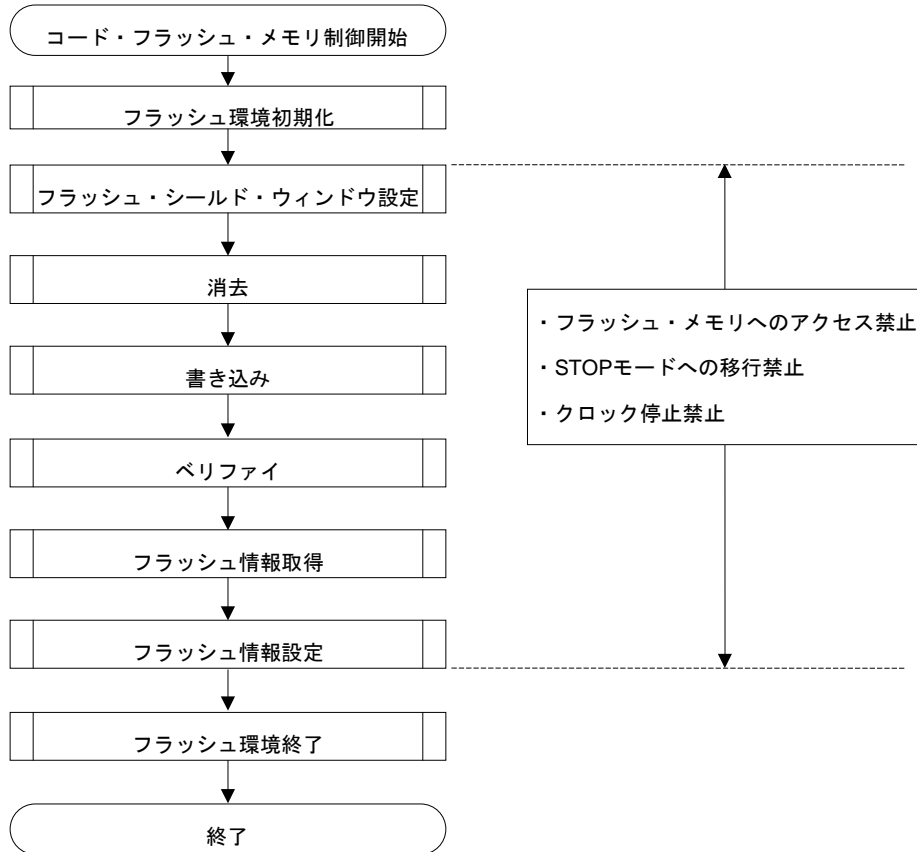 コード・フラッシュ・メモリ制御開始
フラッシュ環境初期化
フラッシュ・シールド・ウィンドウ設定
消去
書き込み
ベリファイ
フラッシュ情報取得
フラッシュ情報設定
フラッシュ環境終了
終了
・フラッシュ・メモリへのアクセス禁止
・STOPモードへの移行禁止
・クロック停止禁止